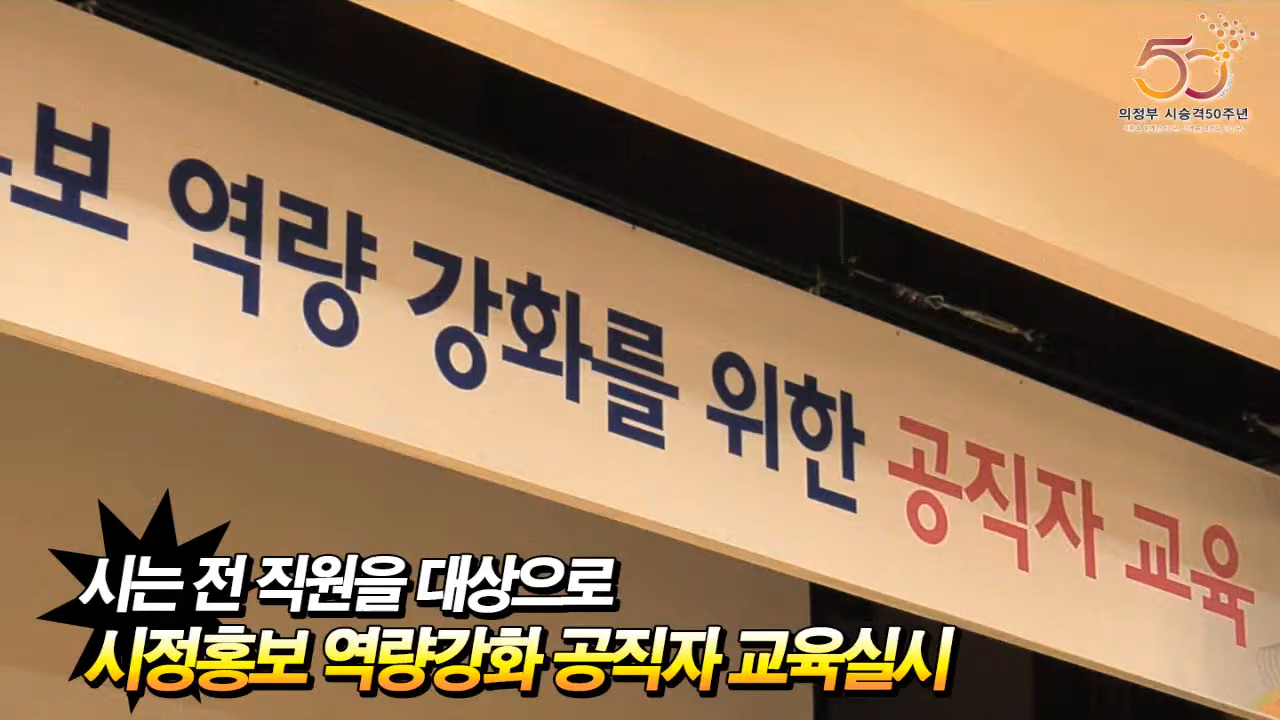 50
의정부 시승격50주년
보 역량 강화를 위한 공직자 교육
시는 전 직원을 대상으로
시정홍보 역량강화 공직자 교육실시